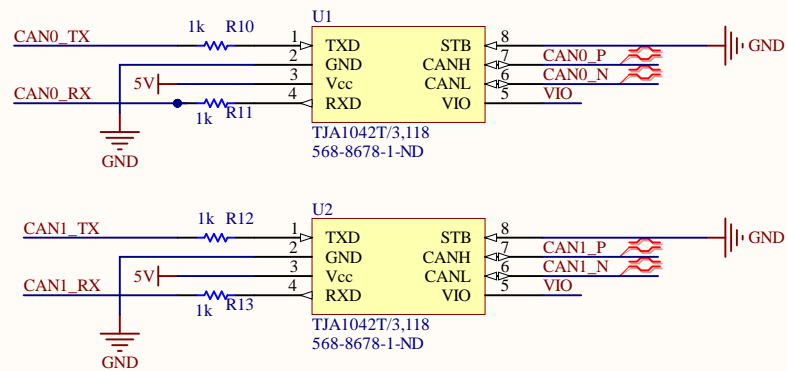 U1
1k R10
CAN0_TX 1 TXD STB 8 GND
2 GND CANH 7 CAN0_P
5V 3 Vcc CANL 6 CAN0_N
CAN0_RX 4 RXD VIO 5 VIO
1k R11
TJA1042T/3,118
GND
568-8678-1-ND
U2
1k R12
CAN1_TX 1 TXD STB 8 GND
2 GND CANH 7 CAN1_P
5V 3 Vcc CANL 6 CAN1_N
CAN1_RX 4 RXD VIO 5 VIO
1k R13
TJA1042T/3,118
568-8678-1-ND
GND